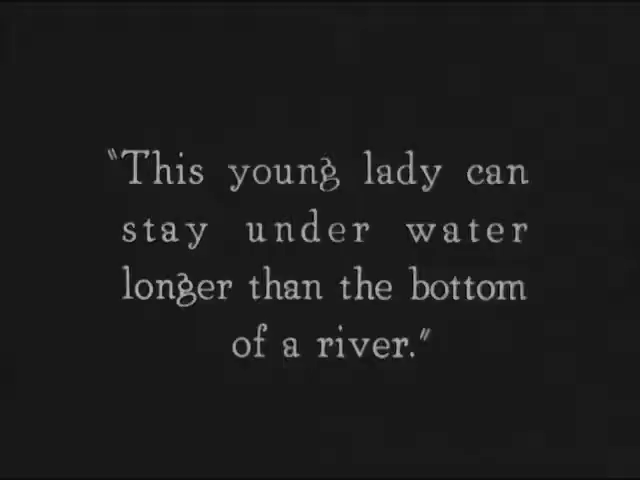 "This young lady can
stay under water
longer than the bottom
of a river."